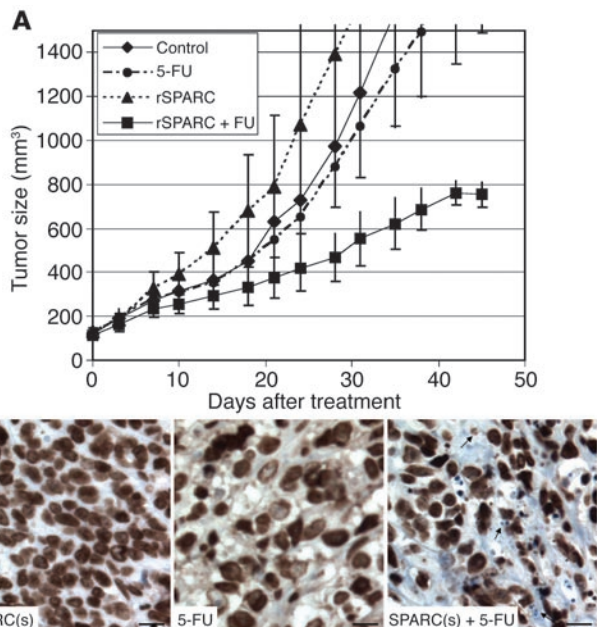 A
Control
5-FU
rSPARC
rSPARC + FU
Tumor size (mm³)
1400
1200
1000
800
600
400
200
0
0
10
20
30
40
50
Days after treatment
RC(s)
5-FU
SPARC(s) + 5-FU